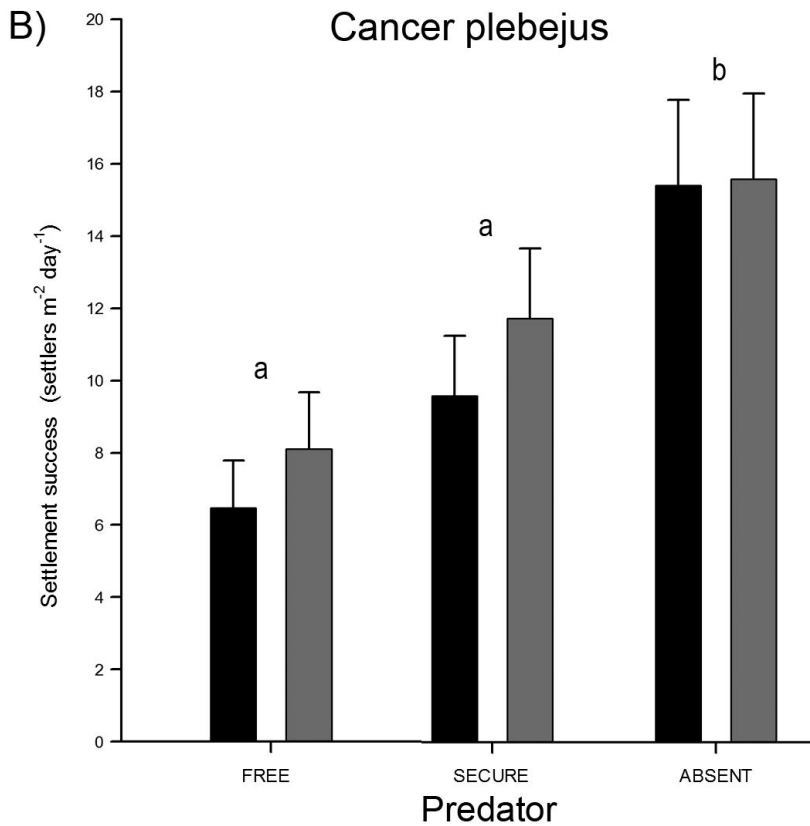 B)
Cancer plebejus
Settlement success (settlers m⁻² day⁻¹)
20
18
16
14
12
10
8
6
4
2
0
a
a
b
FREE SECURE ABSENT
Predator